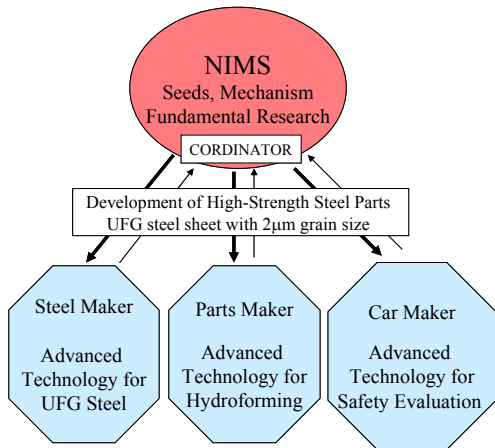 NIMS
Seeds, Mechanism
Fundamental Research
CORDINATOR
Development of High-Strength Steel Parts
UFG steel sheet with 2μm grain size
Steel Maker
Advanced
Technology for
UFG Steel
Parts Maker
Advanced
Technology for
Hydroforming
Car Maker
Advanced
Technology for
Safety Evaluation